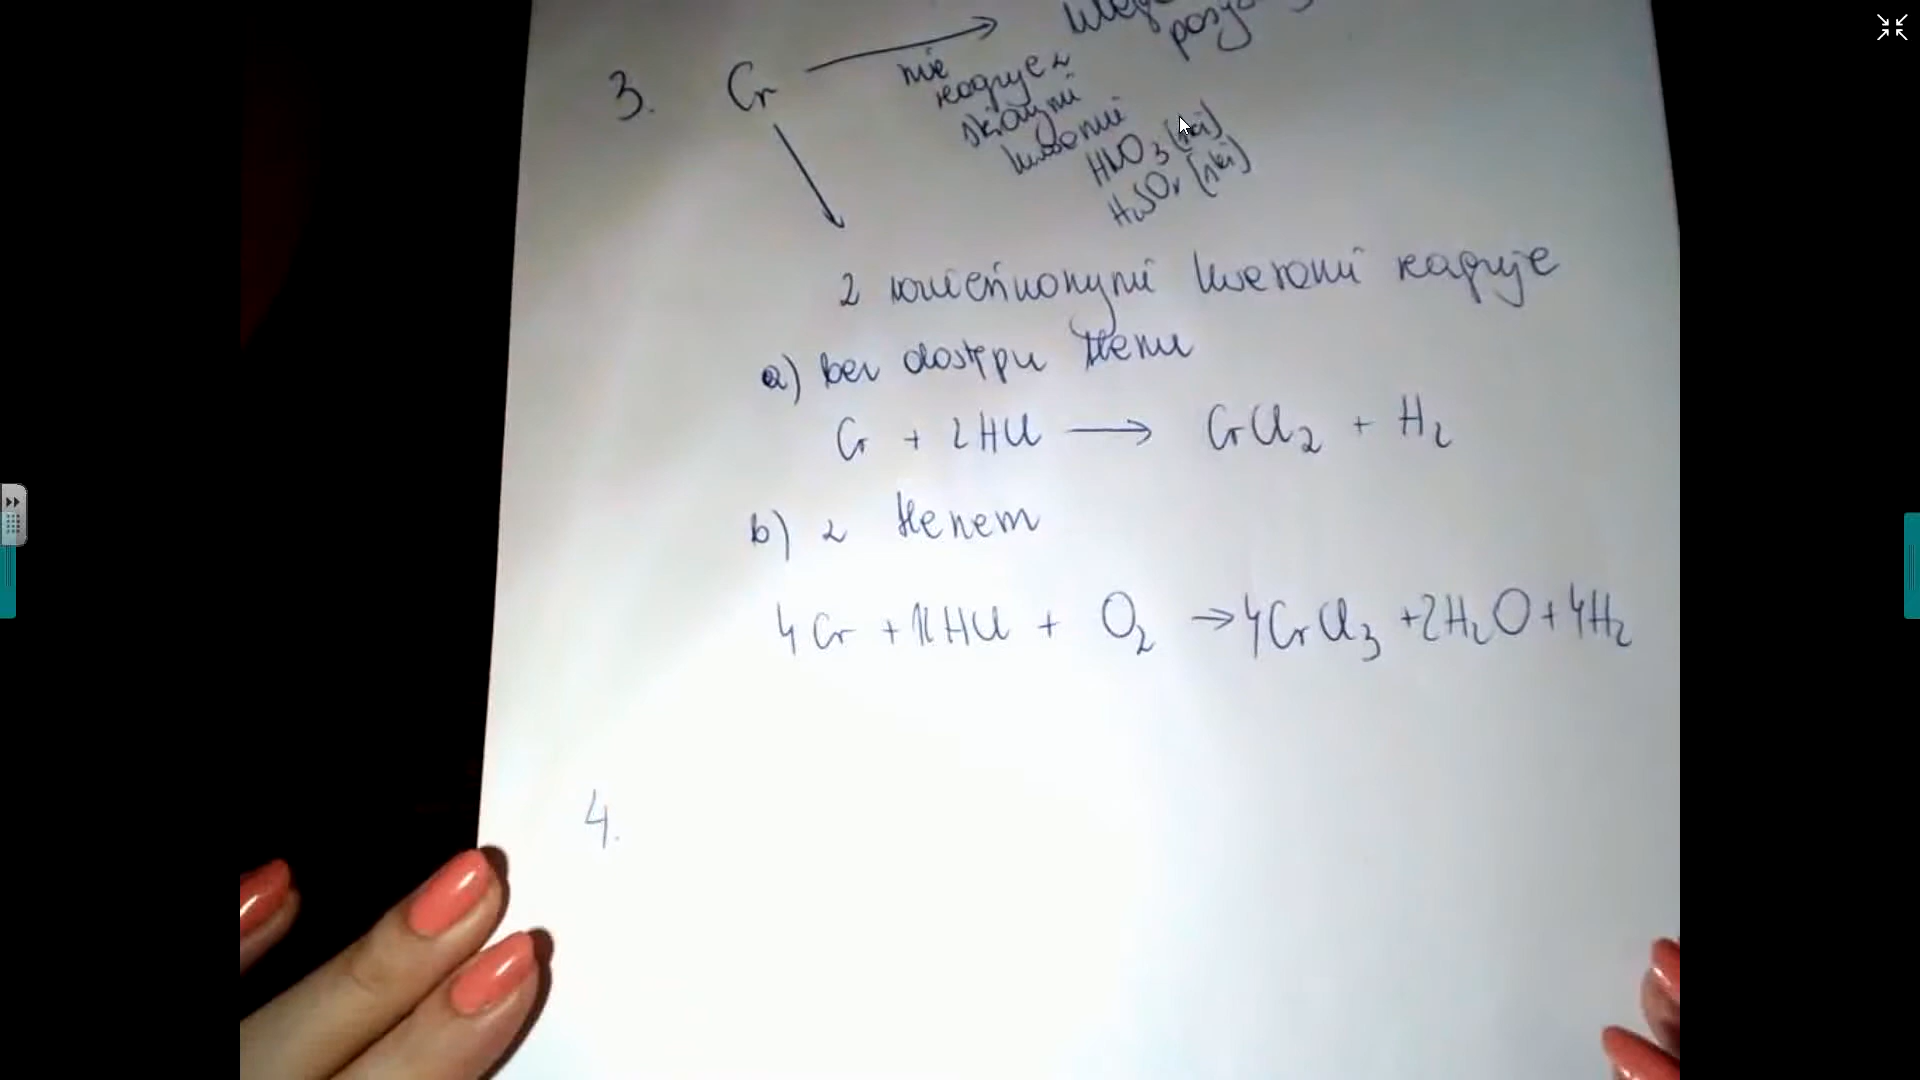 3. Cr
nie
reaguje z
stężonymi
kwasami
HNO3 (stęż)
H2SO4 (stęż)
z rozcieńczonymi kwasami reaguje
a) bez dostępu tlenu
Cr + 2HCl → CrCl2 + H2
b) z tlenem
4Cr + 12HCl + O2 → 4CrCl3 + 2H2O + 4H2
4.